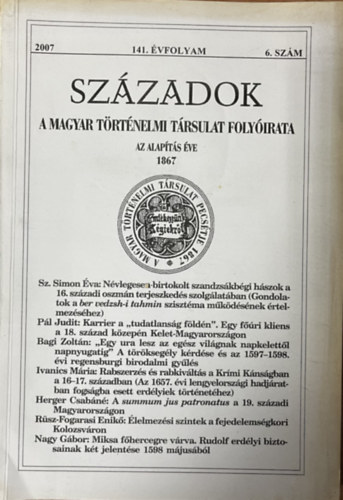 2007 141. ÉVFOLYAM 6. SZÁM
SZÁZADOK
A MAGYAR TÖRTÉNELMI TÁRSULAT FOLYÓIRATA
AZ ALAPÍTÁS ÉVE
1867
A MAGYAR TÖRTÉNELMI TÁRSULAT PECSÉTJE 1867
Emlékezzünk
Régiekről
Sz. Simon Éva: Névlegesen birtokolt szandzsákbégi hászok a
16. századi oszmán terjeszkedés szolgálatában (Gondola-
tok a ber vedzsh-i tahmin szisztéma működésének értel-
mezéséhez)
Pál Judit: Karrier a „tudatlanság földén”. Egy főúri kliens
a 18. század közepén Kelet-Magyarországon
Bagi Zoltán: „Egy ura lesz az egész világnak napkelettől
napnyugatig” A töröksegély kérdése és az 1597–1598.
évi regensburgi birodalmi gyűlés
Ivanics Mária: Rabszerzés és rabkiváltás a Krími Kánságban
a 16–17. században (Az 1657. évi lengyelországi hadjárat-
ban fogságba esett erdélyiek történetéhez)
Herger Csabáné: A summum jus patronatus a 19. századi
Magyarországon
Rüsz-Fogarasi Enikő: Élelmezési szintek a fejedelemségkori
Kolozsváron
Nagy Gábor: Miksa főhercegre várva. Rudolf erdélyi bizto-
sainak két jelentése 1598 májusából